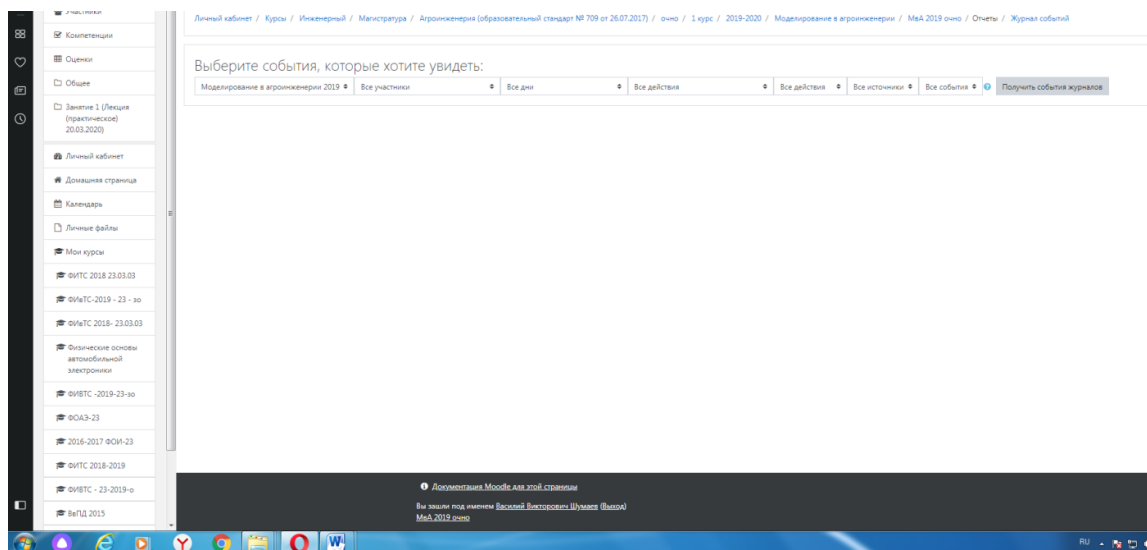 Участники
Компетенции
Оценки
Общее
Занятие 1 (Лекция
(практическое)
20.03.2020)
Личный кабинет
Домашняя страница
Календарь
Личные файлы
Мои курсы
ФИТС 2018 23.03.03
ФИвТС-2019 - 23 - зо
ФИвТС 2018- 23.03.03
Физические основы
автомобильной
электроники
ФИВТС -2019-23-зо
ФОАЭ-23
2016-2017 ФОИ-23
ФИТС 2018-2019
ФИВТС - 23-2019-о
ВвПД 2015
Личный кабинет / Курсы / Инженерный / Магистратура / Агроинженерия (образовательный стандарт № 709 от 26.07.2017) / очно / 1 курс / 2019-2020 / Моделирование в агроинженерии / МвА 2019 очно / Отчеты / Журнал событий
Выберите события, которые хотите увидеть:
Моделирование в агроинженерии 2019 Все участники Все дни Все действия Все действия Все источники Все события Получить события журналов
Документация Moodle для этой страницы
Вы зашли под именем Василий Викторович Шумаев (Выход)
МвА 2019 очно
RU